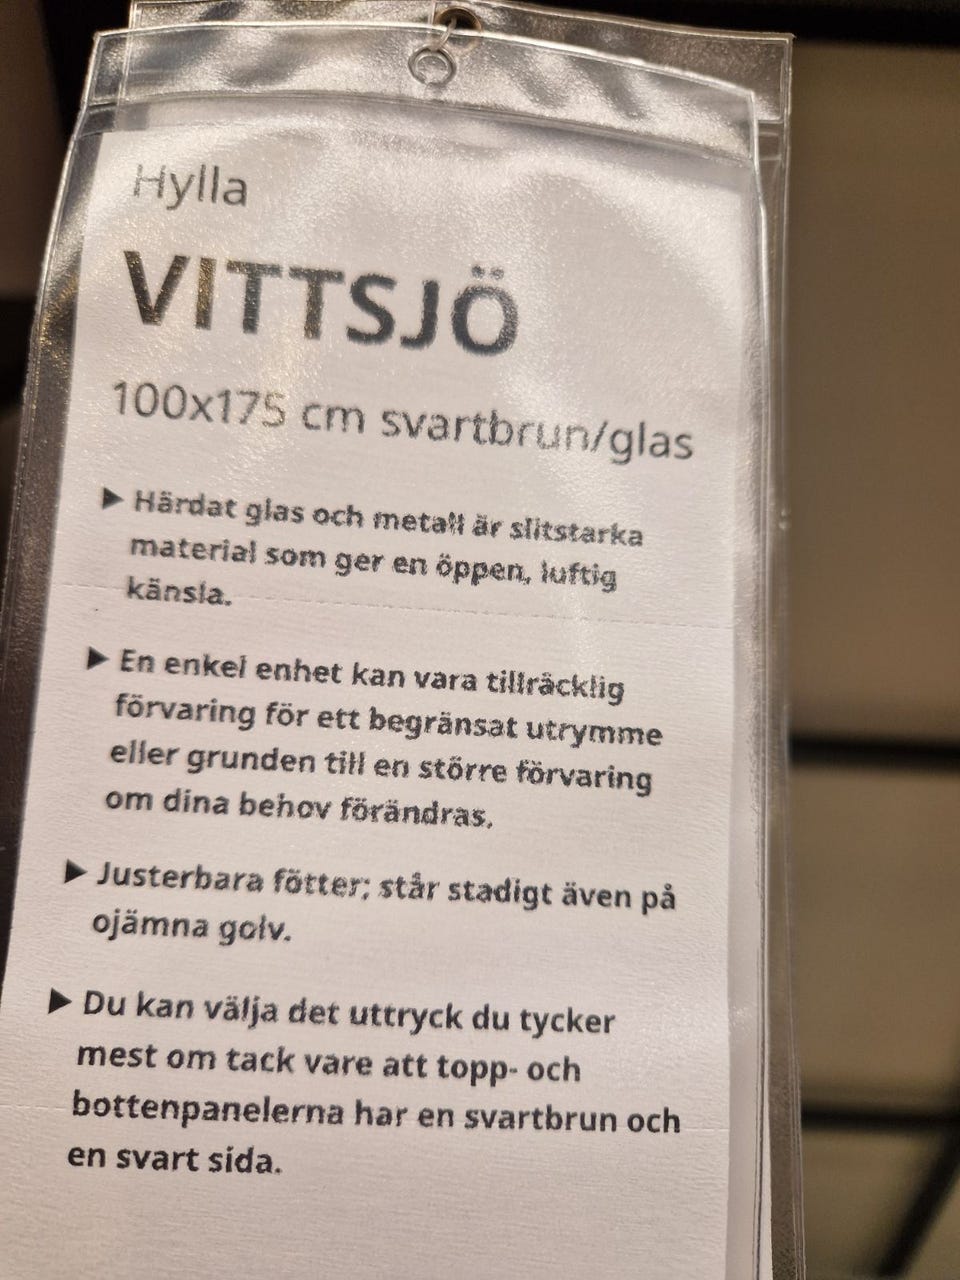 Hylla
VITTSJÖ
100x175 cm svartbrun/glas
▶ Härdat glas och metall är slitstarka
material som ger en öppen, luftig
känsla.
▶ En enkel enhet kan vara tillräcklig
förvaring för ett begränsat utrymme
eller grunden till en större förvaring
om dina behov förändras.
▶ Justerbara fötter; står stadigt även på
ojämna golv.
▶ Du kan välja det uttryck du tycker
mest om tack vare att topp- och
bottenpanelerna har en svartbrun och
en svart sida.